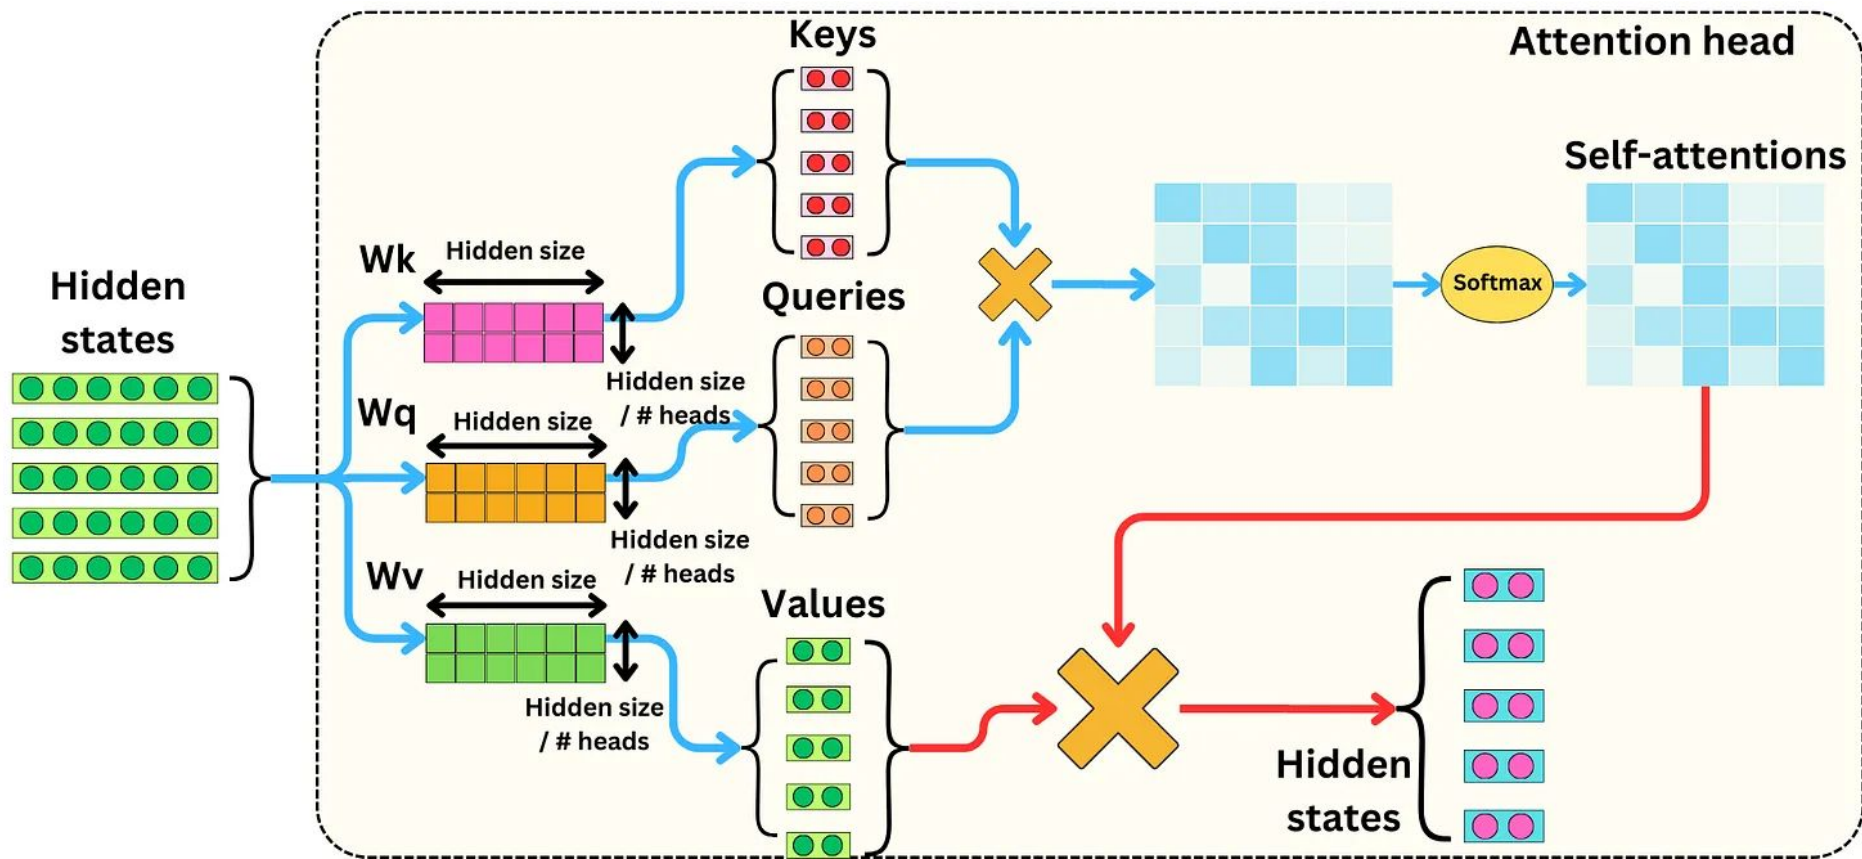 Keys
Attention head
Self-attentions
Wk
Hidden size
Hidden
states
Queries
Softmax
Hidden size
/ # heads
Wq
Hidden size
Hidden size
/ # heads
Wv
Hidden size
Values
Hidden size
/ # heads
Hidden
states